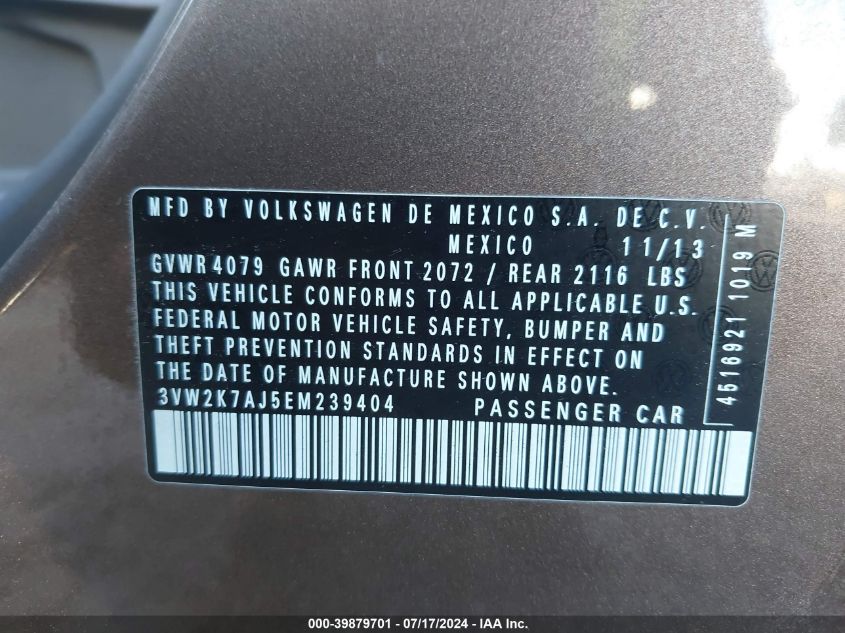 MFD BY VOLKSWAGEN DE MEXICO S.A. DE C.V.
MEXICO 11/13
GVWR 4079 GAWR FRONT 2072 / REAR 2116 LBS
THIS VEHICLE CONFORMS TO ALL APPLICABLE U.S.
FEDERAL MOTOR VEHICLE SAFETY, BUMPER AND
THEFT PREVENTION STANDARDS IN EFFECT ON
THE DATE OF MANUFACTURE SHOWN ABOVE.
3VW2K7AJ5EM239404 PASSENGER CAR
4516921 1019 M
000-39879701 - 07/17/2024 - IAA Inc.